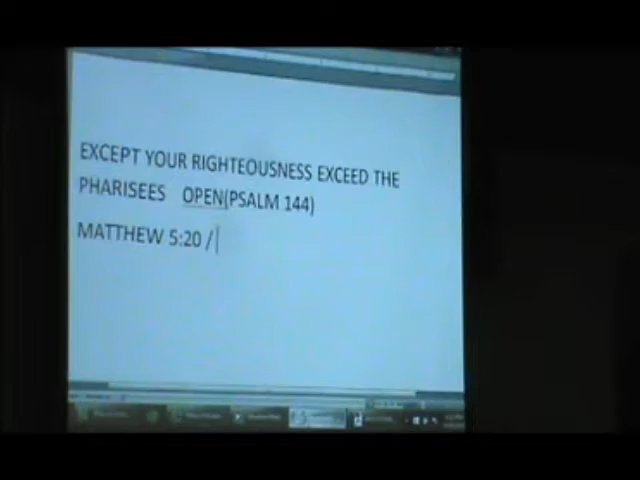 EXCEPT YOUR RIGHTEOUSNESS EXCEED THE
PHARISEES OPEN(PSALM 144)
MATTHEW 5:20 /